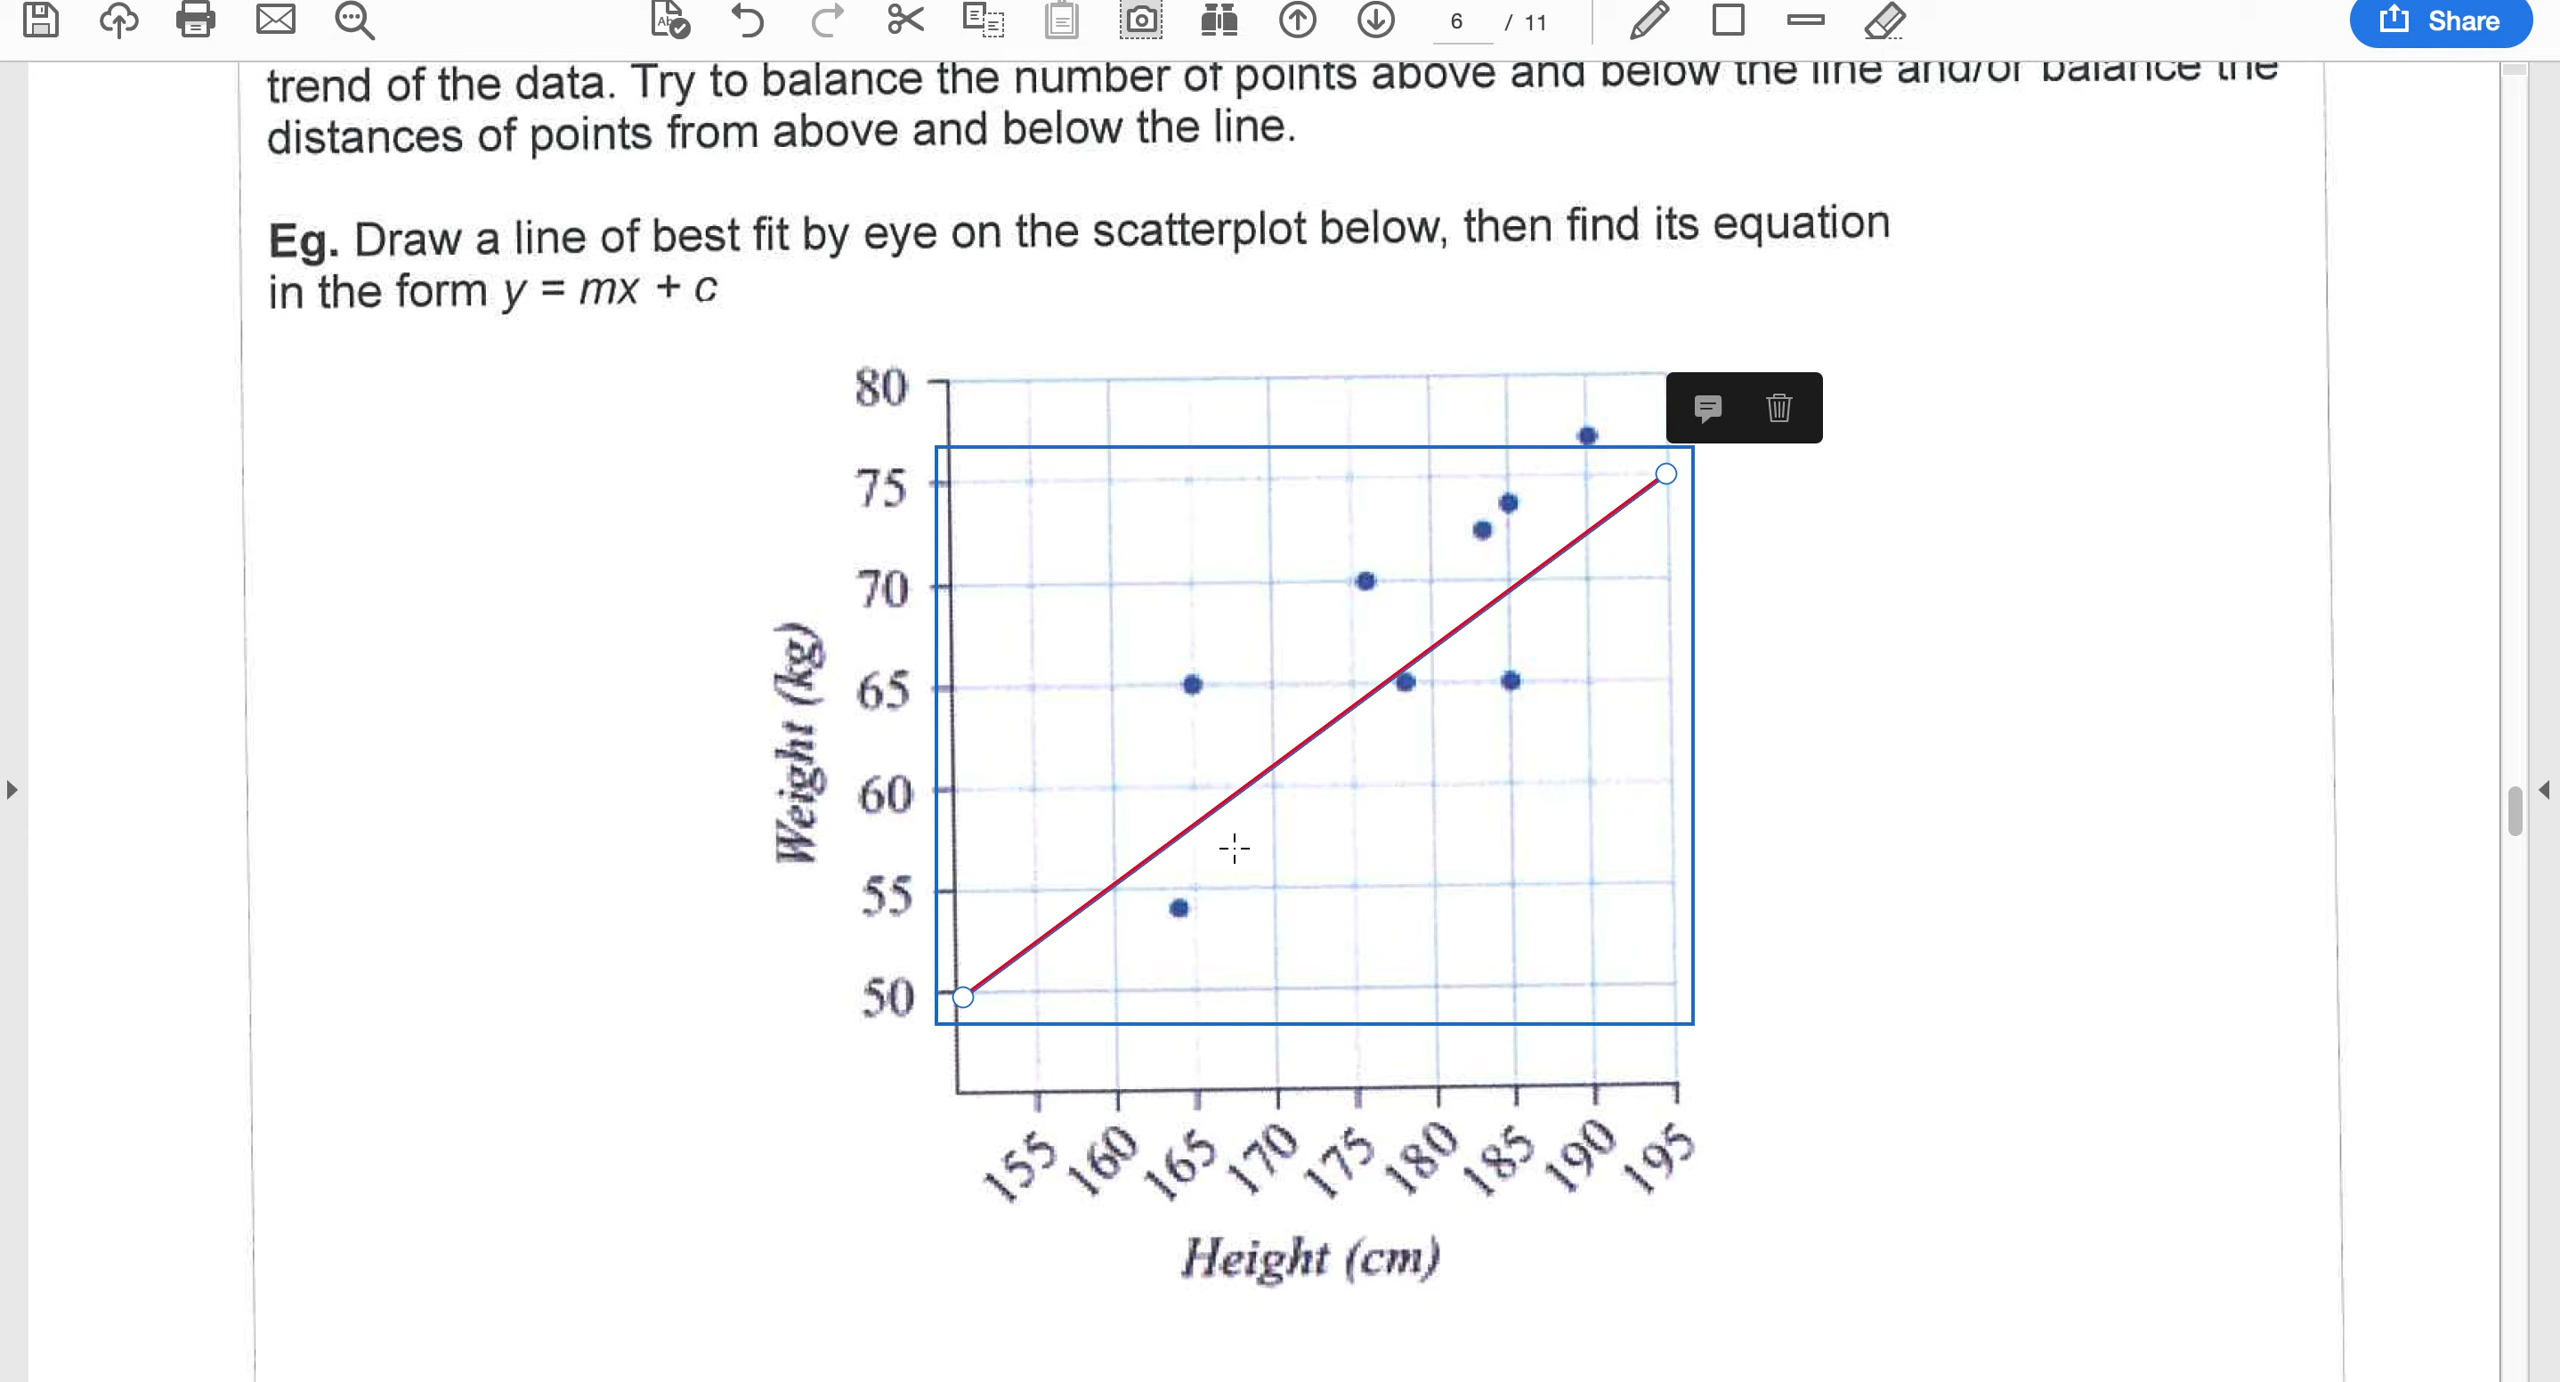 6 / 11
Share
trend of the data. Try to balance the number of points above and below the line and/or balance the
distances of points from above and below the line.
Eg. Draw a line of best fit by eye on the scatterplot below, then find its equation
in the form y = mx + c
80
75
70
65
60
55
50
Weight (kg)
155 160 165 170 175 180 185 190 195
Height (cm)